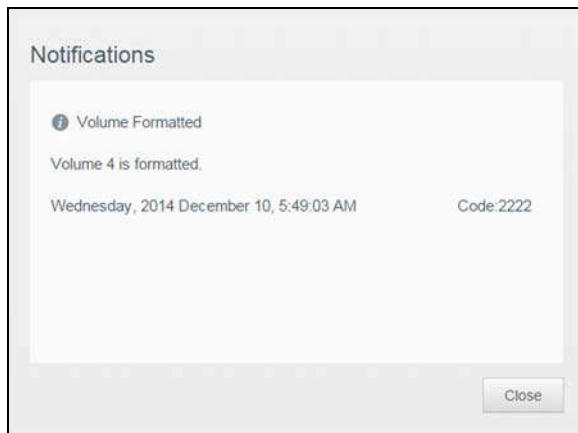 Notifications
Volume Formatted
Volume 4 is formatted.
Wednesday, 2014 December 10, 5:49:03 AM Code:2222
Close